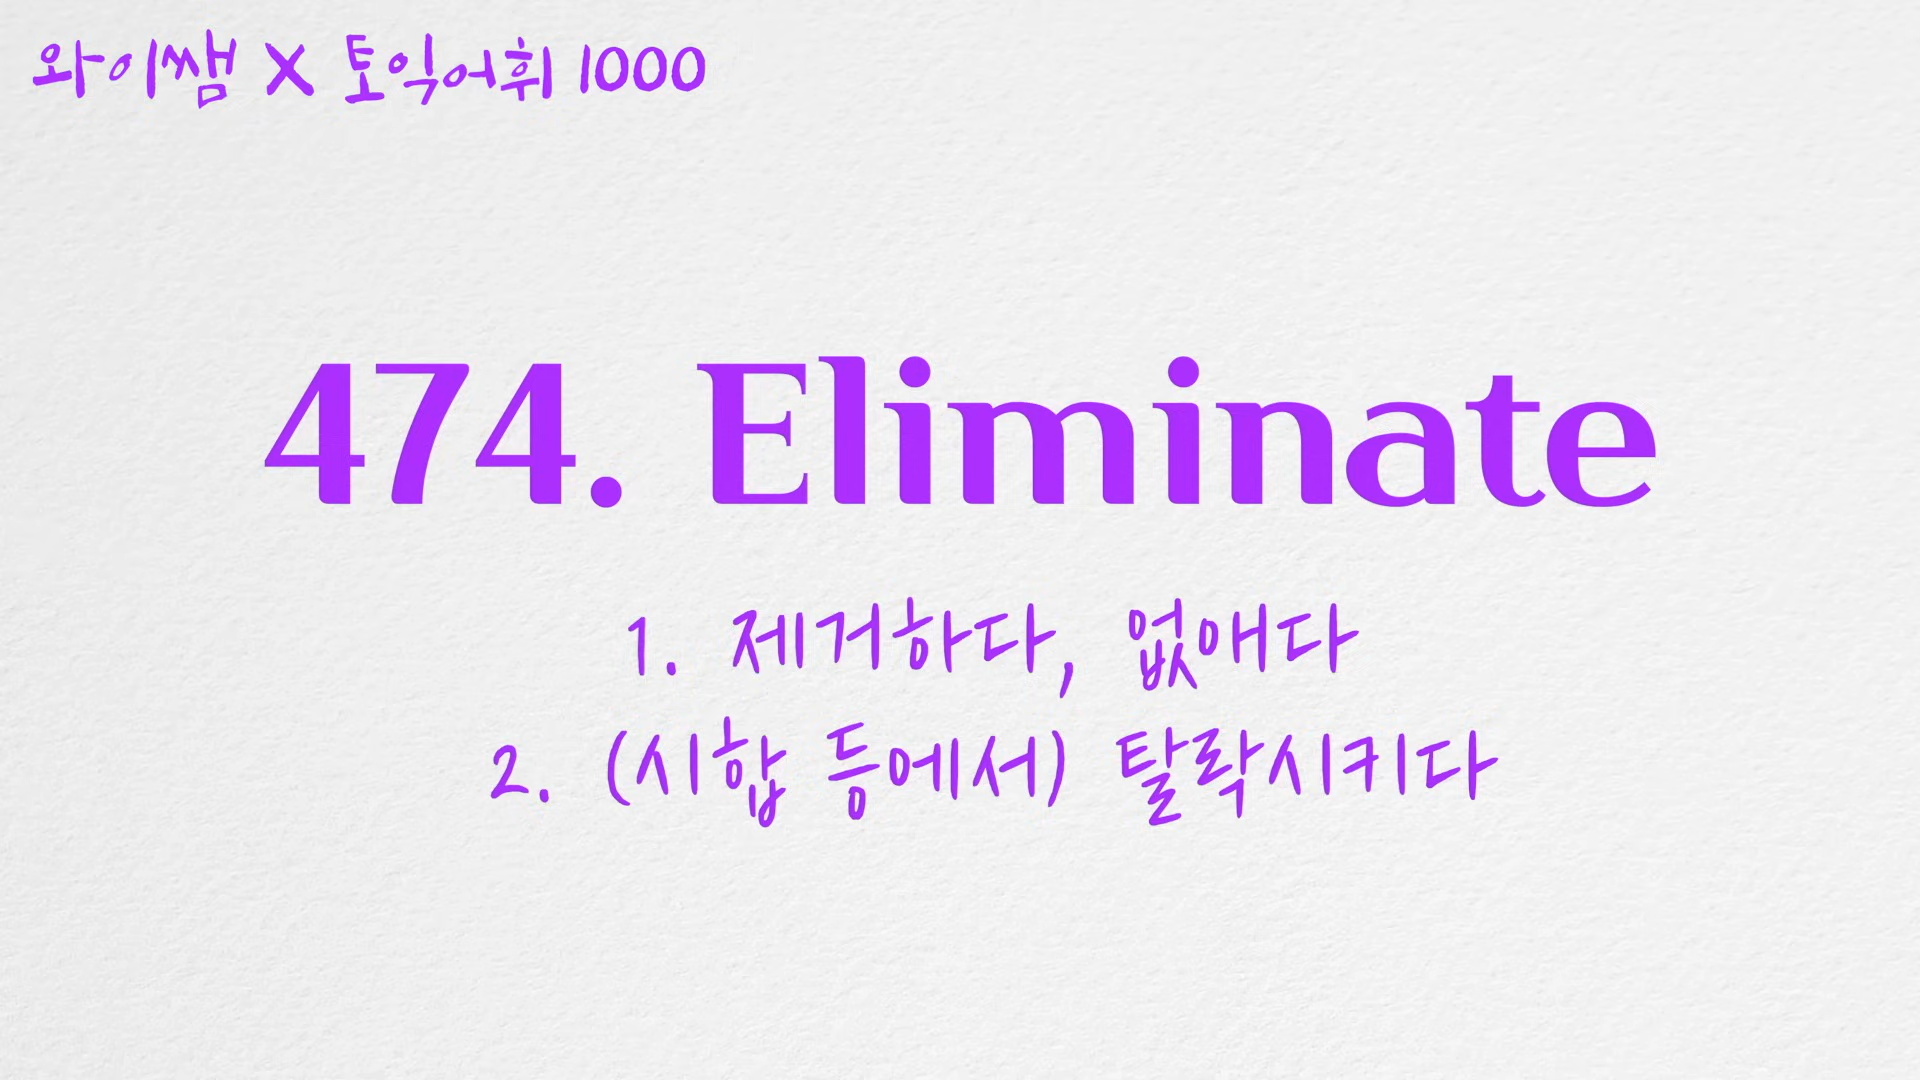 와이쌤 X 토익어휘 1000
474. Eliminate
1. 제거하다, 없애다
2. (시합 등에서) 탈락시키다